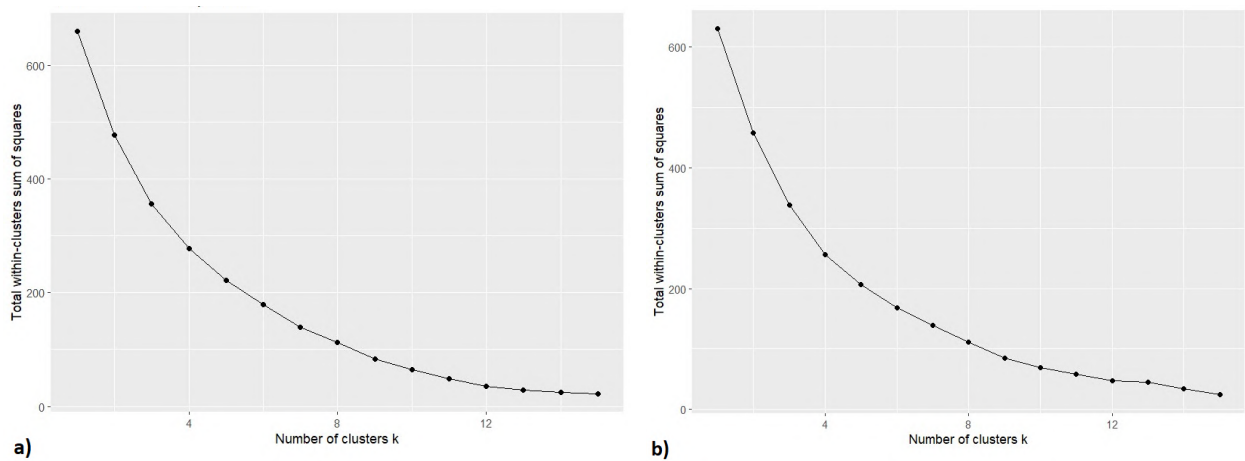 600
400
200
0
Total within-clusters sum of squares
4 8 12
Number of clusters k
a)
600
400
200
0
Total within-clusters sum of squares
4 8 12
Number of clusters k
b)